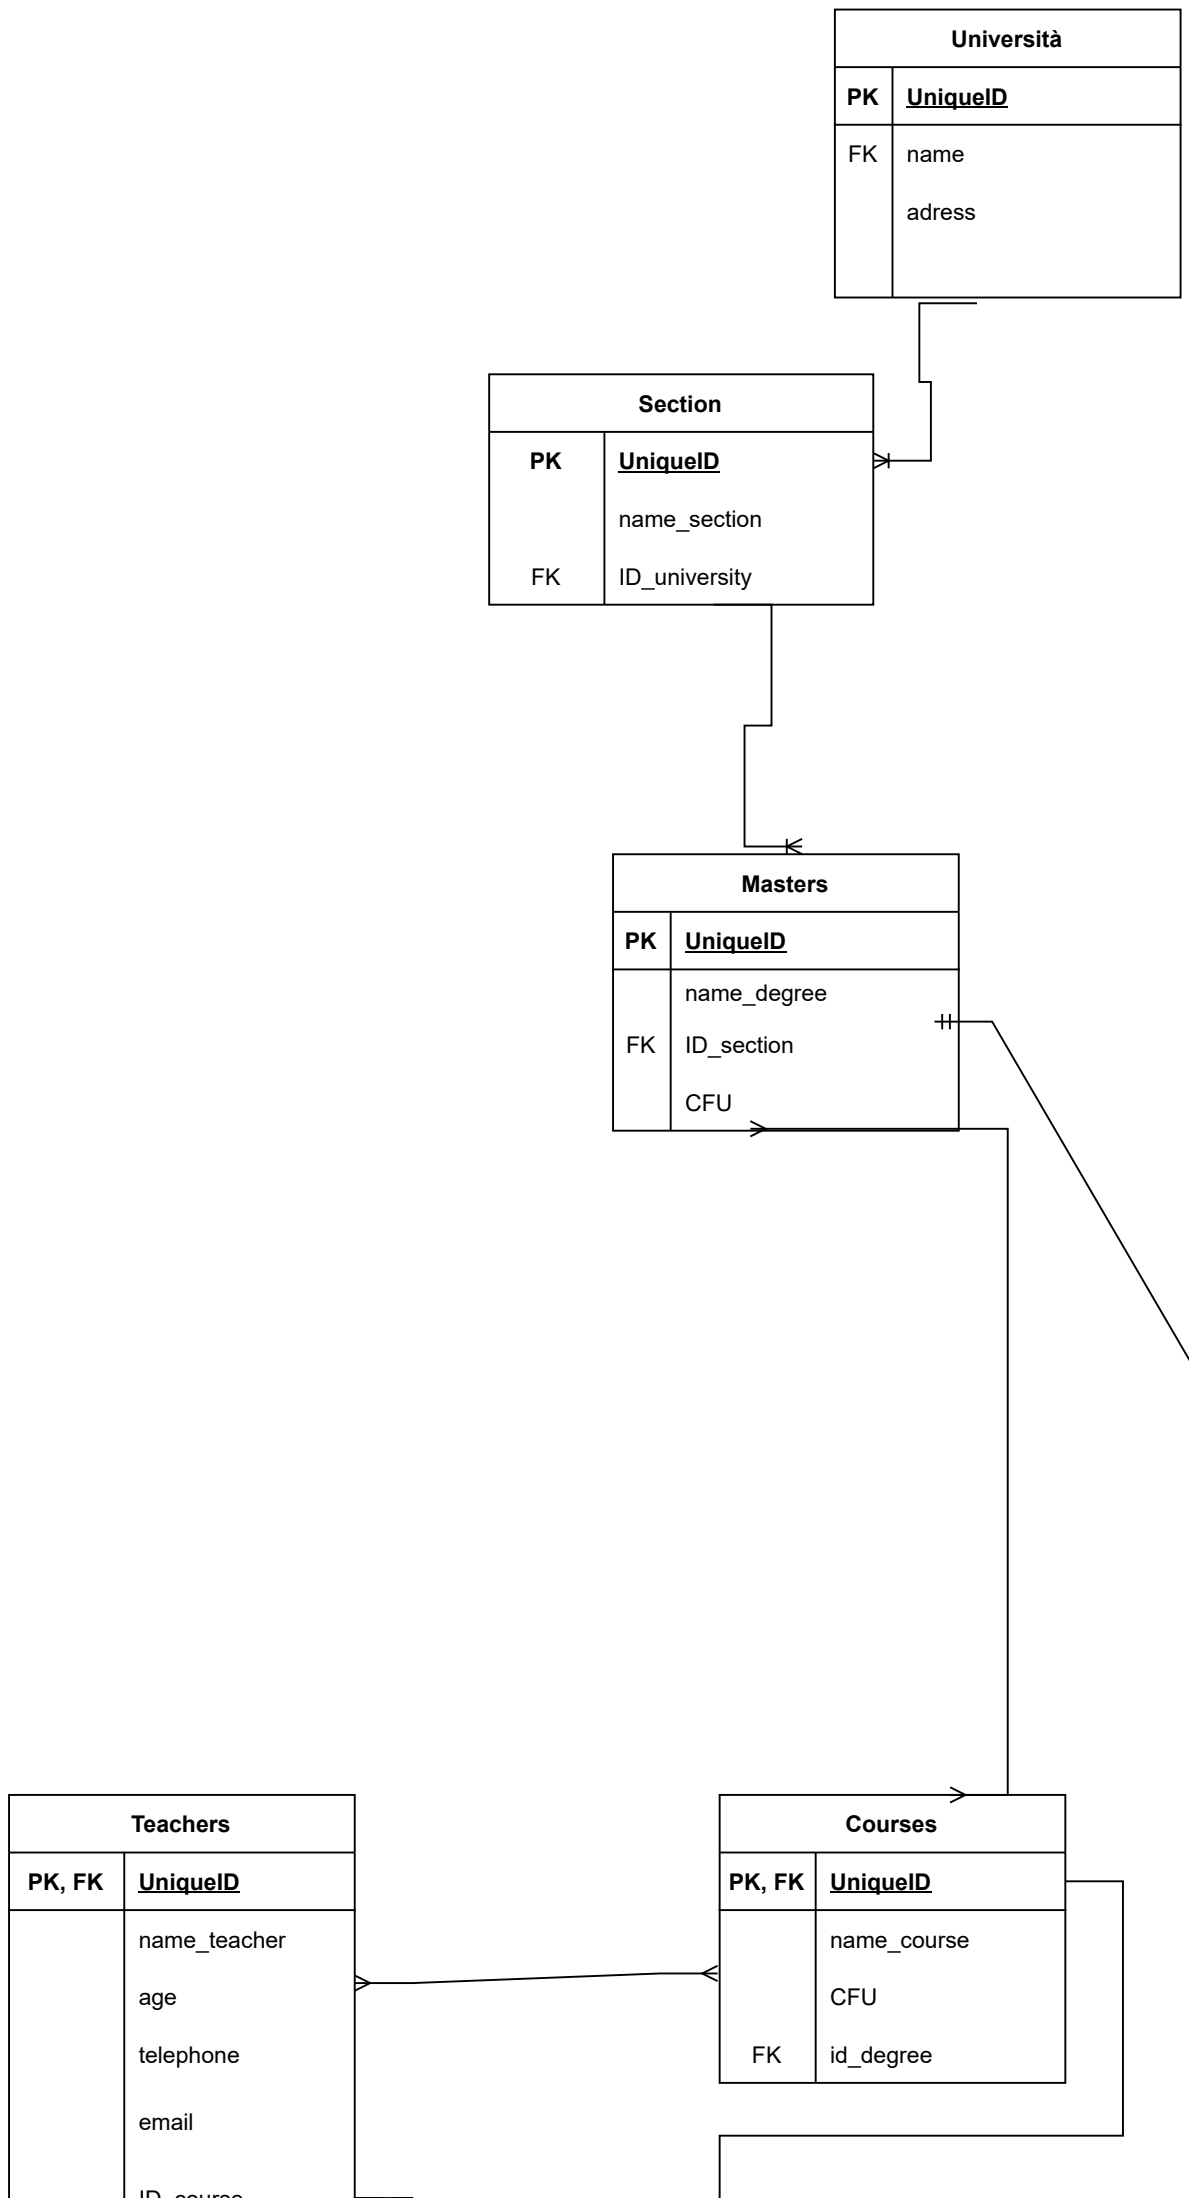 Università
PK UniqueID
FK name
adress
Section
PK UniqueID
name_section
FK ID_university
Masters
PK UniqueID
name_degree
FK ID_section
CFU
Teachers
PK, FK UniqueID
name_teacher
age
telephone
email
ID_course
Courses
PK, FK UniqueID
name_course
CFU
FK id_degree